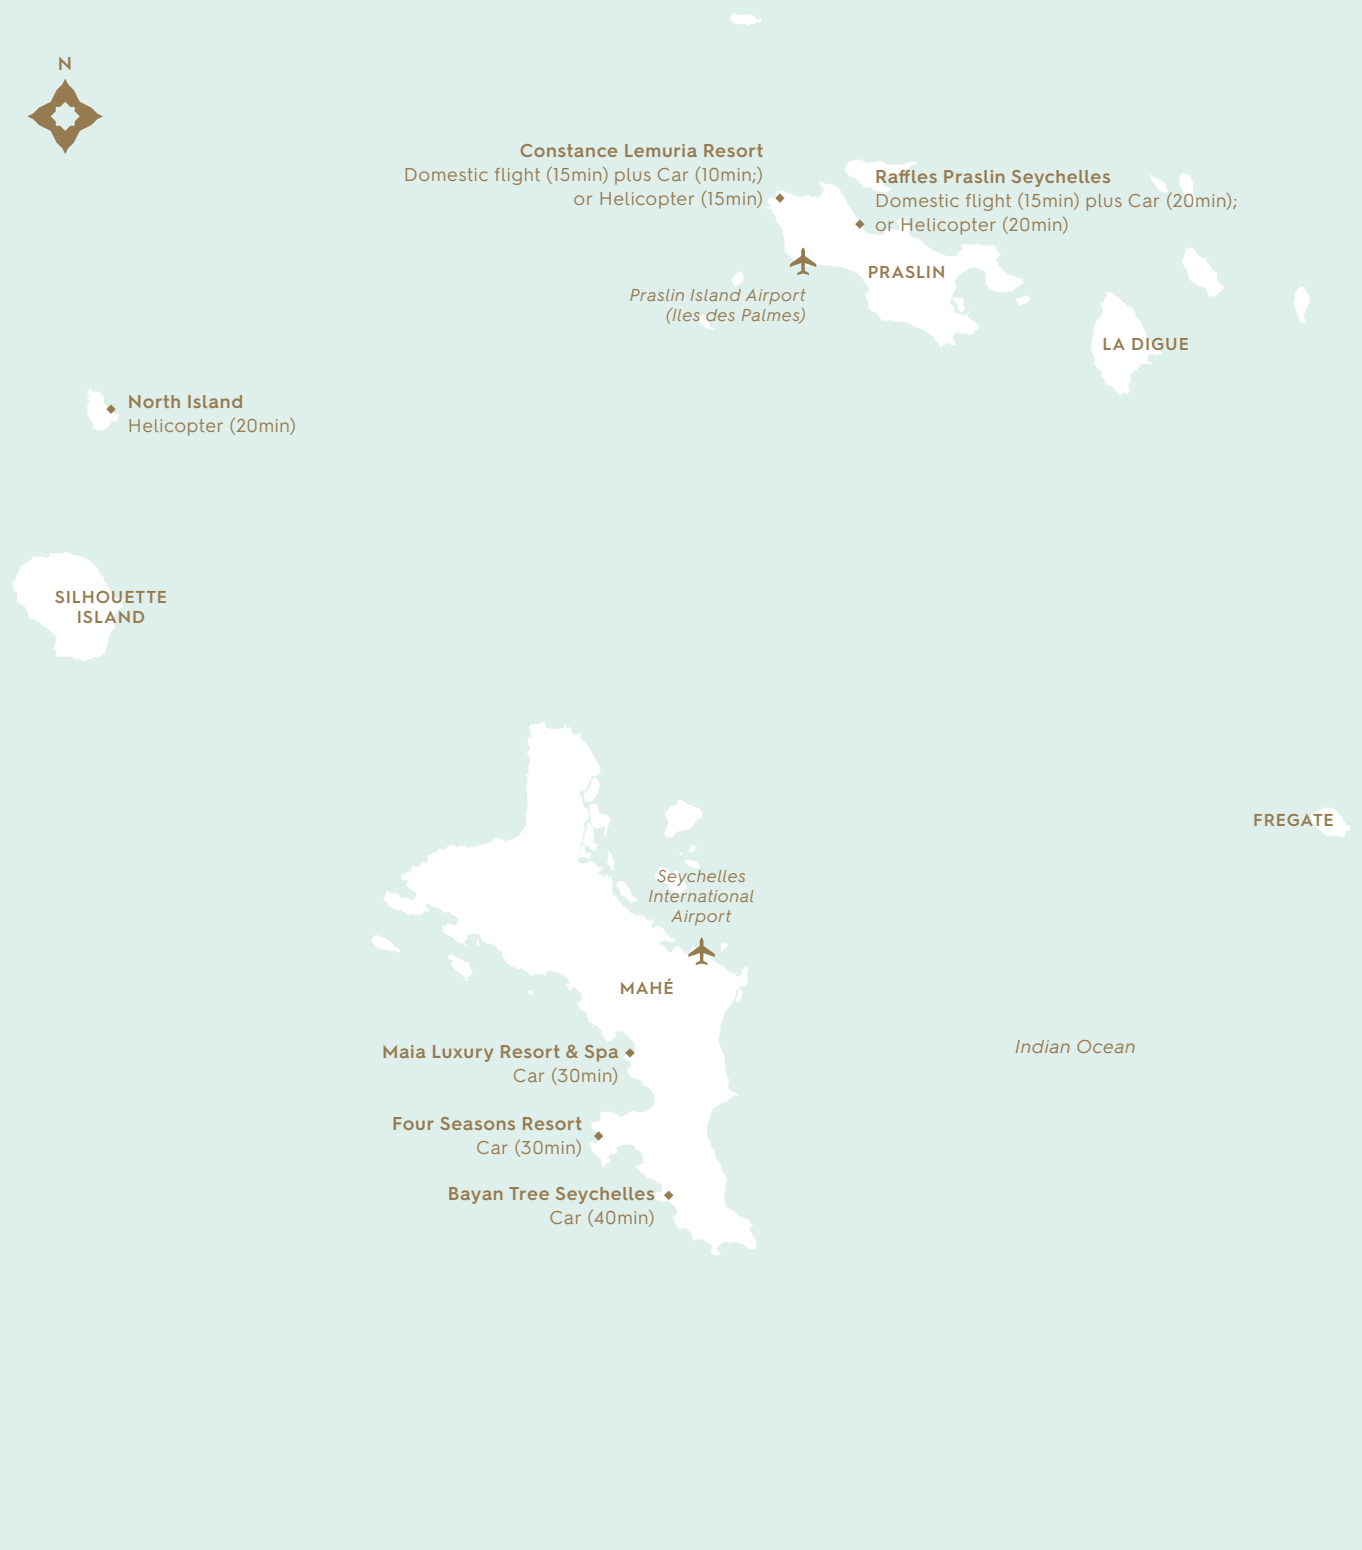 N
Constance Lemuria Resort
Domestic flight (15min) plus Car (10min;)
or Helicopter (15min)
Raffles Praslin Seychelles
Domestic flight (15min) plus Car (20min);
or Helicopter (20min)
PRASLIN
Praslin Island Airport
(Iles des Palmes)
LA DIGUE
North Island
Helicopter (20min)
SILHOUETTE
ISLAND
FREGATE
Seychelles
International
Airport
MAHÉ
Indian Ocean
Maia Luxury Resort & Spa
Car (30min)
Four Seasons Resort
Car (30min)
Bayan Tree Seychelles
Car (40min)